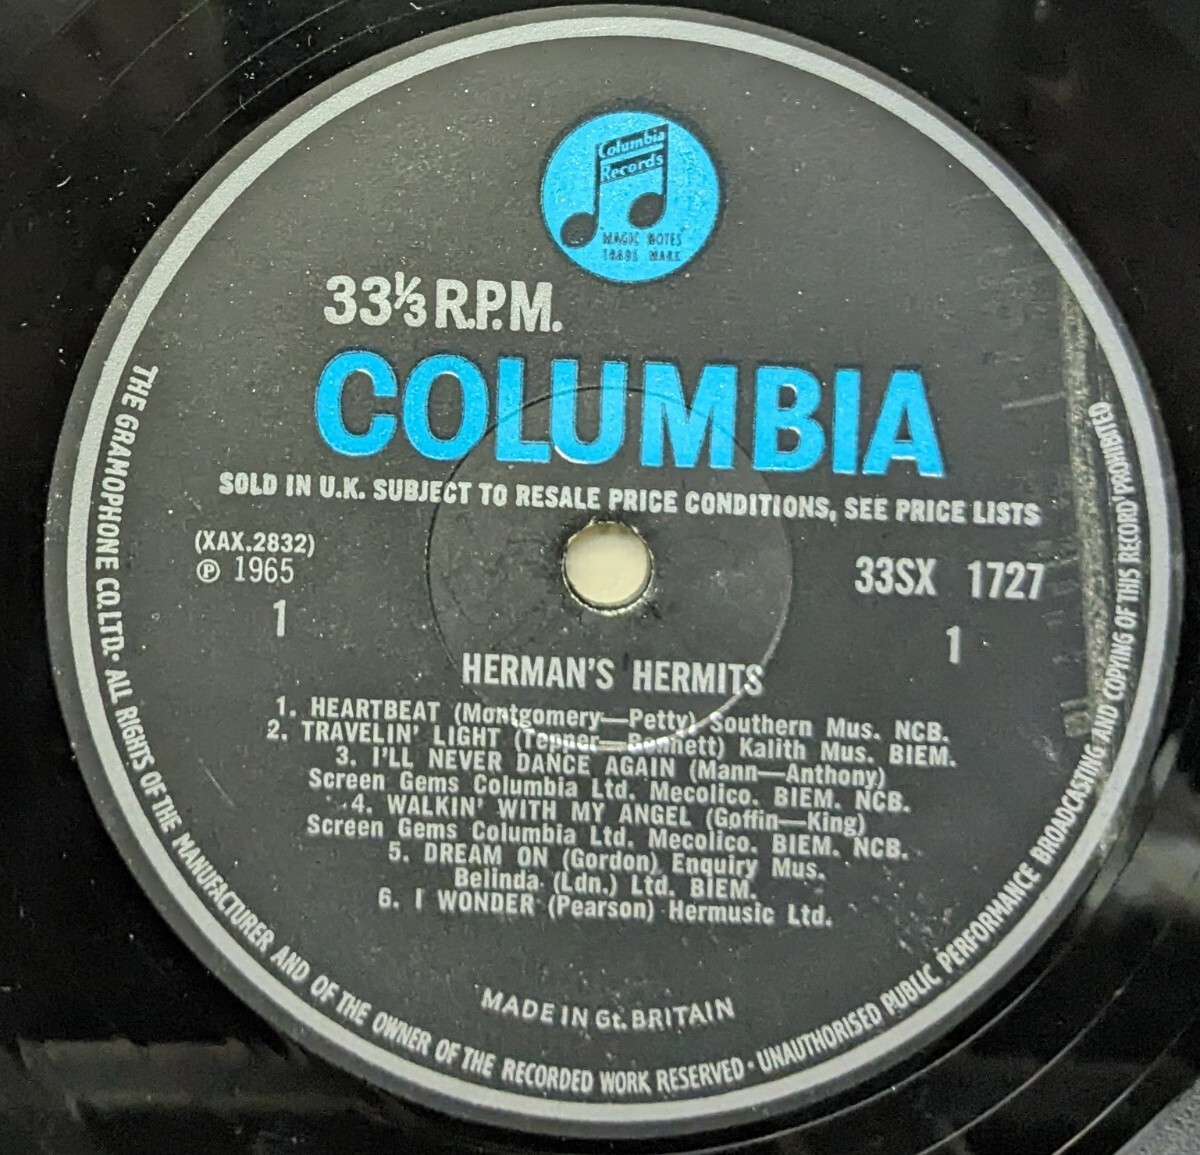 Columbia
Records
"MAGIC NOTES"
TRADE MARK
33⅓ R.P.M.
COLUMBIA
SOLD IN U.K. SUBJECT TO RESALE PRICE CONDITIONS, SEE PRICE LISTS
(XAX.2832)
℗ 1965
1
33SX 1727
1
HERMAN'S HERMITS
1. HEARTBEAT (Montgomery—Petty) Southern Mus. NCB.
2. TRAVELIN' LIGHT (Tepper—Bennett) Kalith Mus. BIEM.
3. I'LL NEVER DANCE AGAIN (Mann—Anthony)
Screen Gems Columbia Ltd. Mecolico. BIEM. NCB.
4. WALKIN' WITH MY ANGEL (Goffin—King)
Screen Gems Columbia Ltd. Mecolico. BIEM. NCB.
5. DREAM ON (Gordon) Enquiry Mus.
Belinda (Ldn.) Ltd. BIEM.
6. I WONDER (Pearson) Hermusic Ltd.
MADE IN Gt. BRITAIN
THE GRAMOPHONE CO. LTD. · ALL RIGHTS OF THE MANUFACTURER AND OF THE OWNER OF THE RECORDED WORK RESERVED · UNAUTHORISED PUBLIC PERFORMANCE BROADCASTING AND COPYING OF THIS RECORD PROHIBITED